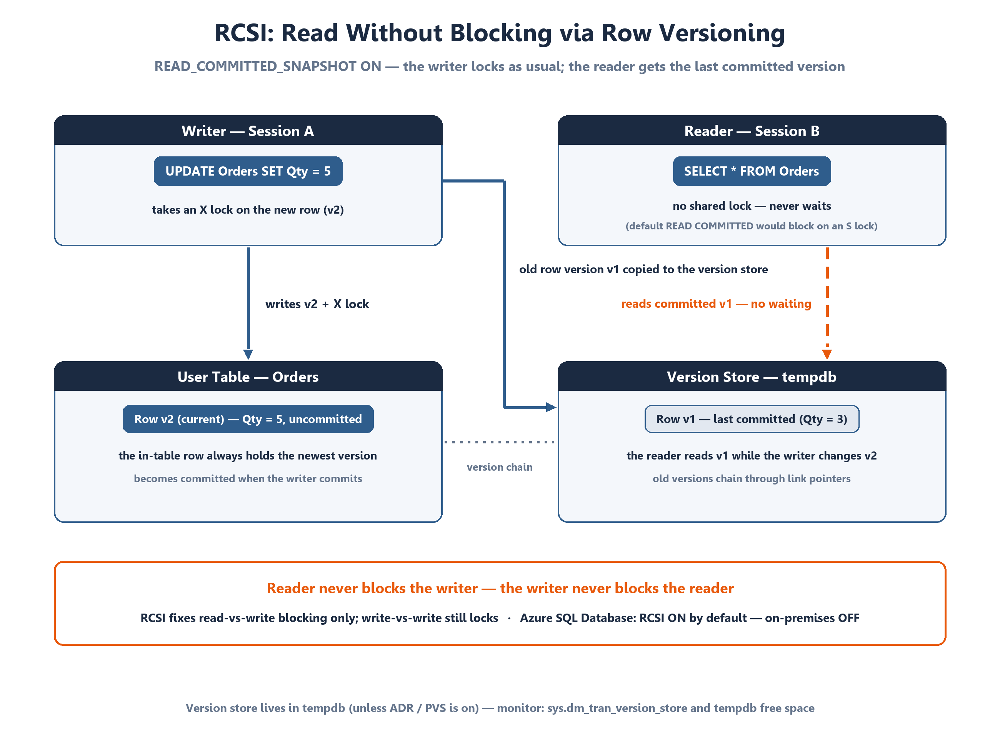 RCSI: Read Without Blocking via Row Versioning
READ_COMMITTED_SNAPSHOT ON — the writer locks as usual; the reader gets the last committed version
Writer — Session A
UPDATE Orders SET Qty = 5
takes an X lock on the new row (v2)
Reader — Session B
SELECT * FROM Orders
no shared lock — never waits
(default READ COMMITTED would block on an S lock)
old row version v1 copied to the version store
writes v2 + X lock
reads committed v1 — no waiting
User Table — Orders
Row v2 (current) — Qty = 5, uncommitted
the in-table row always holds the newest version
becomes committed when the writer commits
version chain
Version Store — tempdb
Row v1 — last committed (Qty = 3)
the reader reads v1 while the writer changes v2
old versions chain through link pointers
Reader never blocks the writer — the writer never blocks the reader
RCSI fixes read-vs-write blocking only; write-vs-write still locks · Azure SQL Database: RCSI ON by default — on-premises OFF
Version store lives in tempdb (unless ADR / PVS is on) — monitor: sys.dm_tran_version_store and tempdb free space